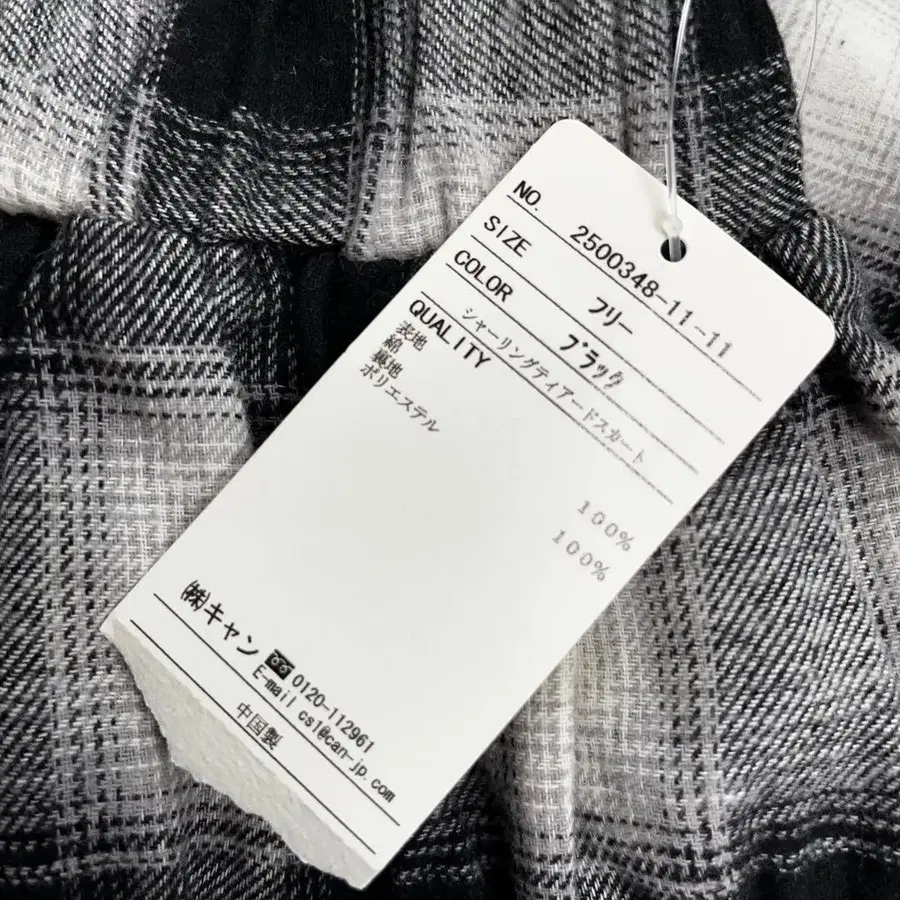 NO. 2500348-11-11
SIZE フリー
COLOR ブラック
シャーリングティアードスカート
QUALITY
表地
綿 100%
裏地
ポリエステル 100%
㈱キャン 0120-112961
E-mail cs1@can-jp.com
中国製